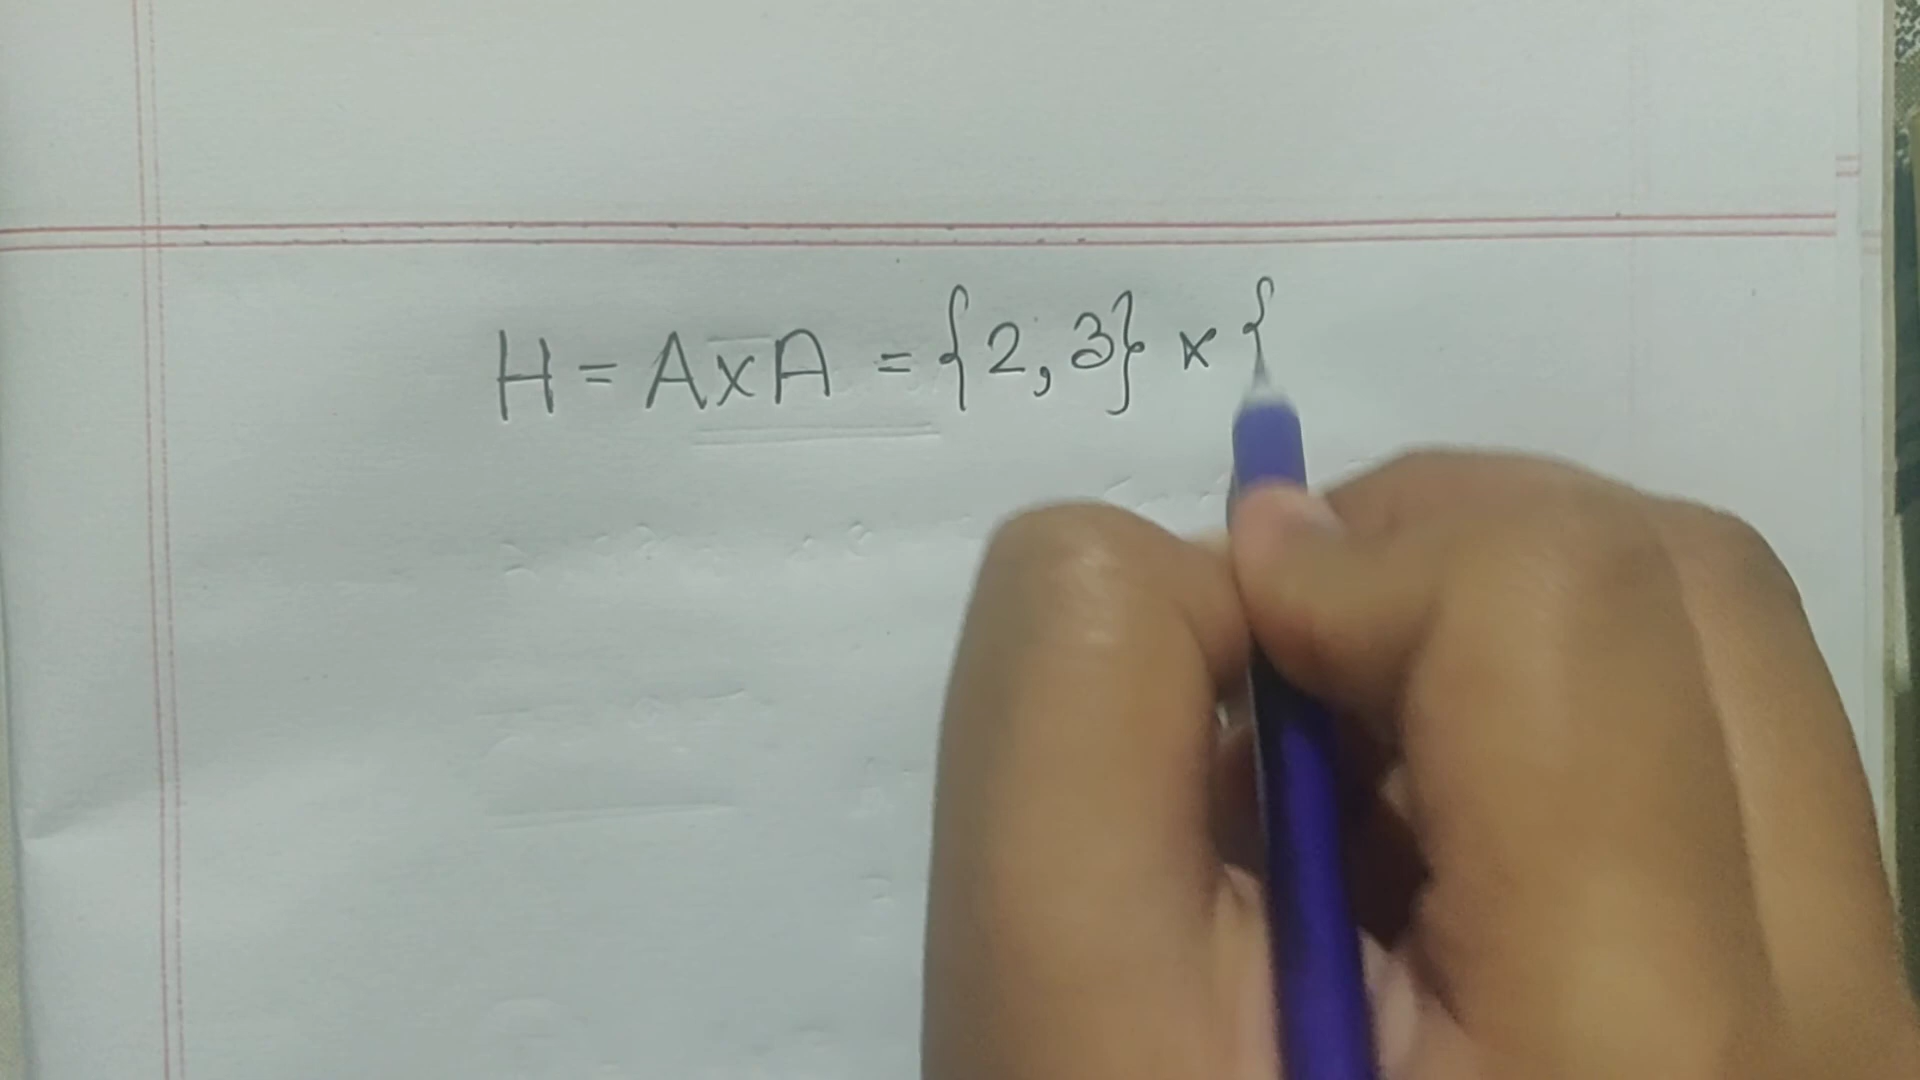 H = A x A = {2, 3} x {